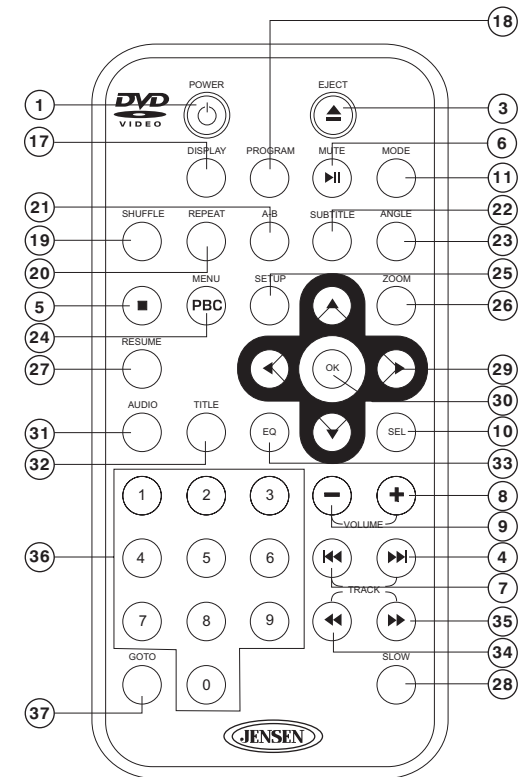 18
POWER
EJECT
DVD
VIDEO
1
3
17
6
DISPLAY
PROGRAM
MUTE
MODE
11
21
22
SHUFFLE
REPEAT
A-B
SUBTITLE
ANGLE
19
23
20
25
MENU
SETUP
ZOOM
5
PBC
26
24
RESUME
27
OK
29
30
AUDIO
TITLE
31
EQ
SEL
10
32
33
1
2
3
8
VOLUME
9
36
4
5
6
4
7
TRACK
7
8
9
35
34
GOTO
SLOW
0
28
37
JENSEN